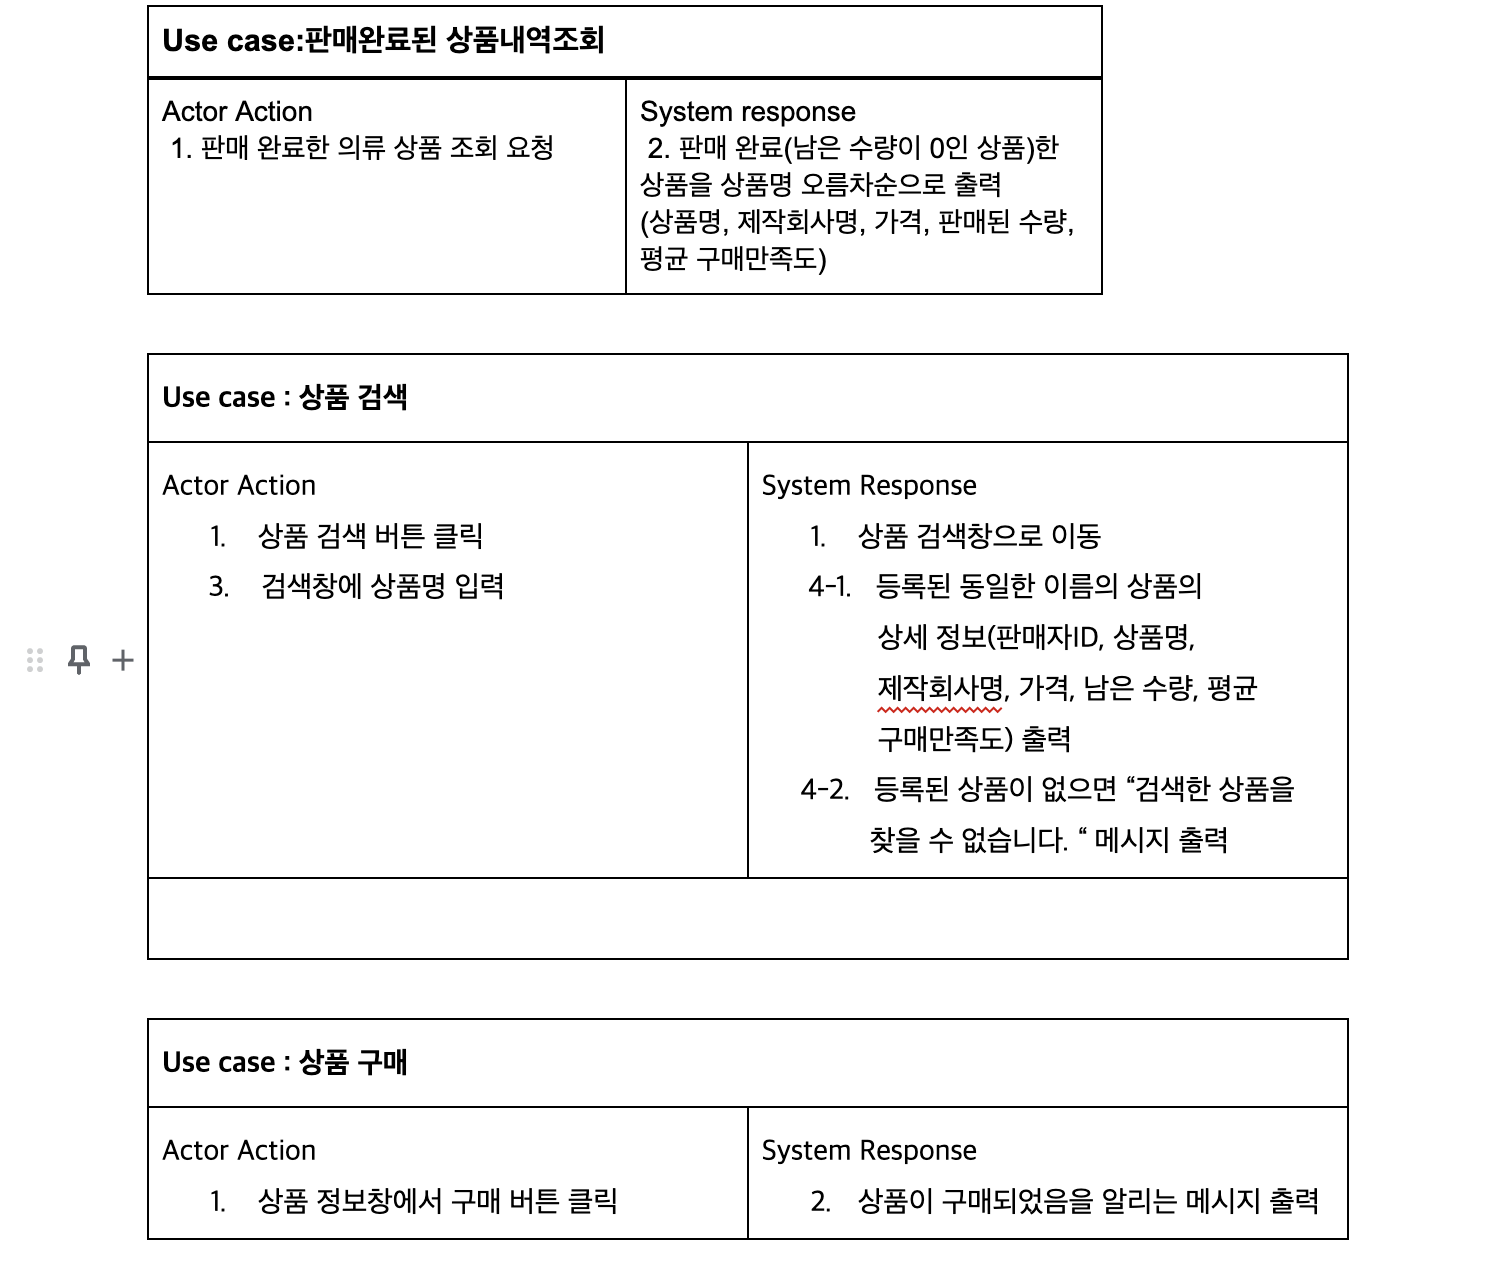 Use case:판매완료된 상품내역조회
Actor Action
1. 판매 완료한 의류 상품 조회 요청
System response
2. 판매 완료(남은 수량이 0인 상품)한
상품을 상품명 오름차순으로 출력
(상품명, 제작회사명, 가격, 판매된 수량,
평균 구매만족도)
Use case : 상품 검색
Actor Action
1. 상품 검색 버튼 클릭
3. 검색창에 상품명 입력
System Response
1. 상품 검색창으로 이동
4-1. 등록된 동일한 이름의 상품의
상세 정보(판매자ID, 상품명,
제작회사명, 가격, 남은 수량, 평균
구매만족도) 출력
4-2. 등록된 상품이 없으면 “검색한 상품을
찾을 수 없습니다. “ 메시지 출력
Use case : 상품 구매
Actor Action
1. 상품 정보창에서 구매 버튼 클릭
System Response
2. 상품이 구매되었음을 알리는 메시지 출력